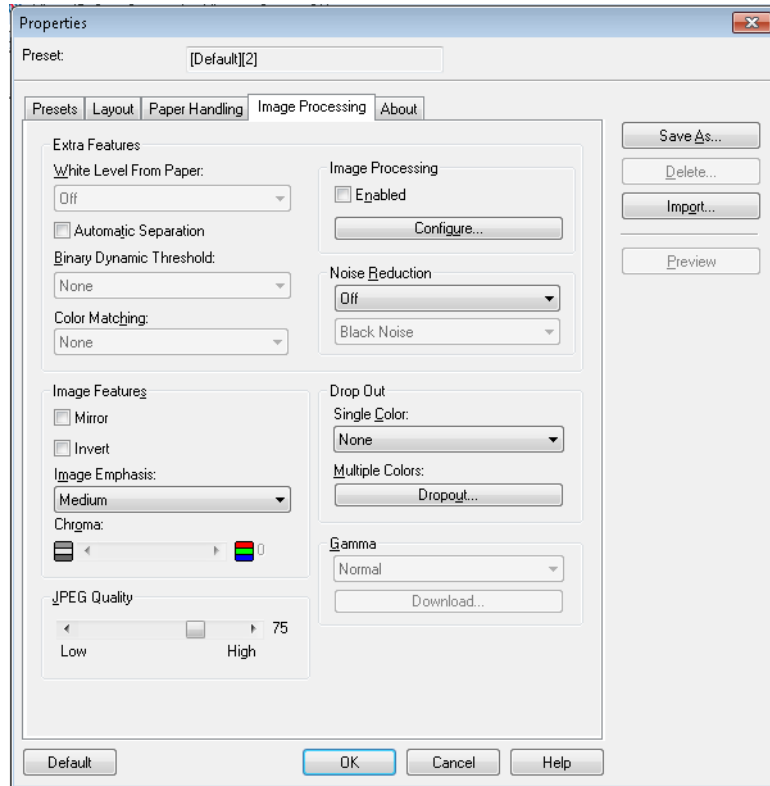 Properties
Preset:
[Default][2]
Presets
Layout
Paper Handling
Image Processing
About
Save As...
Delete...
Import...
Preview
Extra Features
White Level From Paper:
Off
Automatic Separation
Binary Dynamic Threshold:
None
Color Matching:
None
Image Processing
Enabled
Configure...
Noise Reduction
Off
Black Noise
Image Features
Mirror
Invert
Image Emphasis:
Medium
Chroma:
0
JPEG Quality
75
Low
High
Drop Out
Single Color:
None
Multiple Colors:
Dropout...
Gamma
Normal
Download...
Default
OK
Cancel
Help